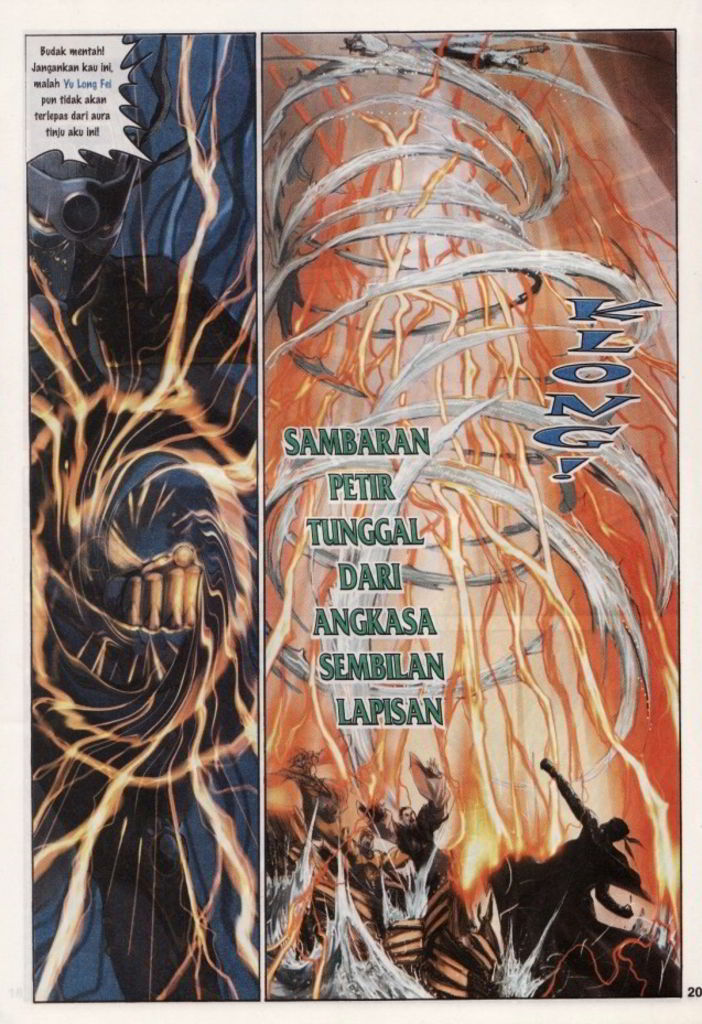 Budak mentah!
Jangankan kau ini,
malah Yu Long Fei
pun tidak akan
terlepas dari aura
tinju aku ini!
KLONG!
SAMBARAN
PETIR
TUNGGAL
DARI
ANGKASA
SEMBILAN
LAPISAN
20